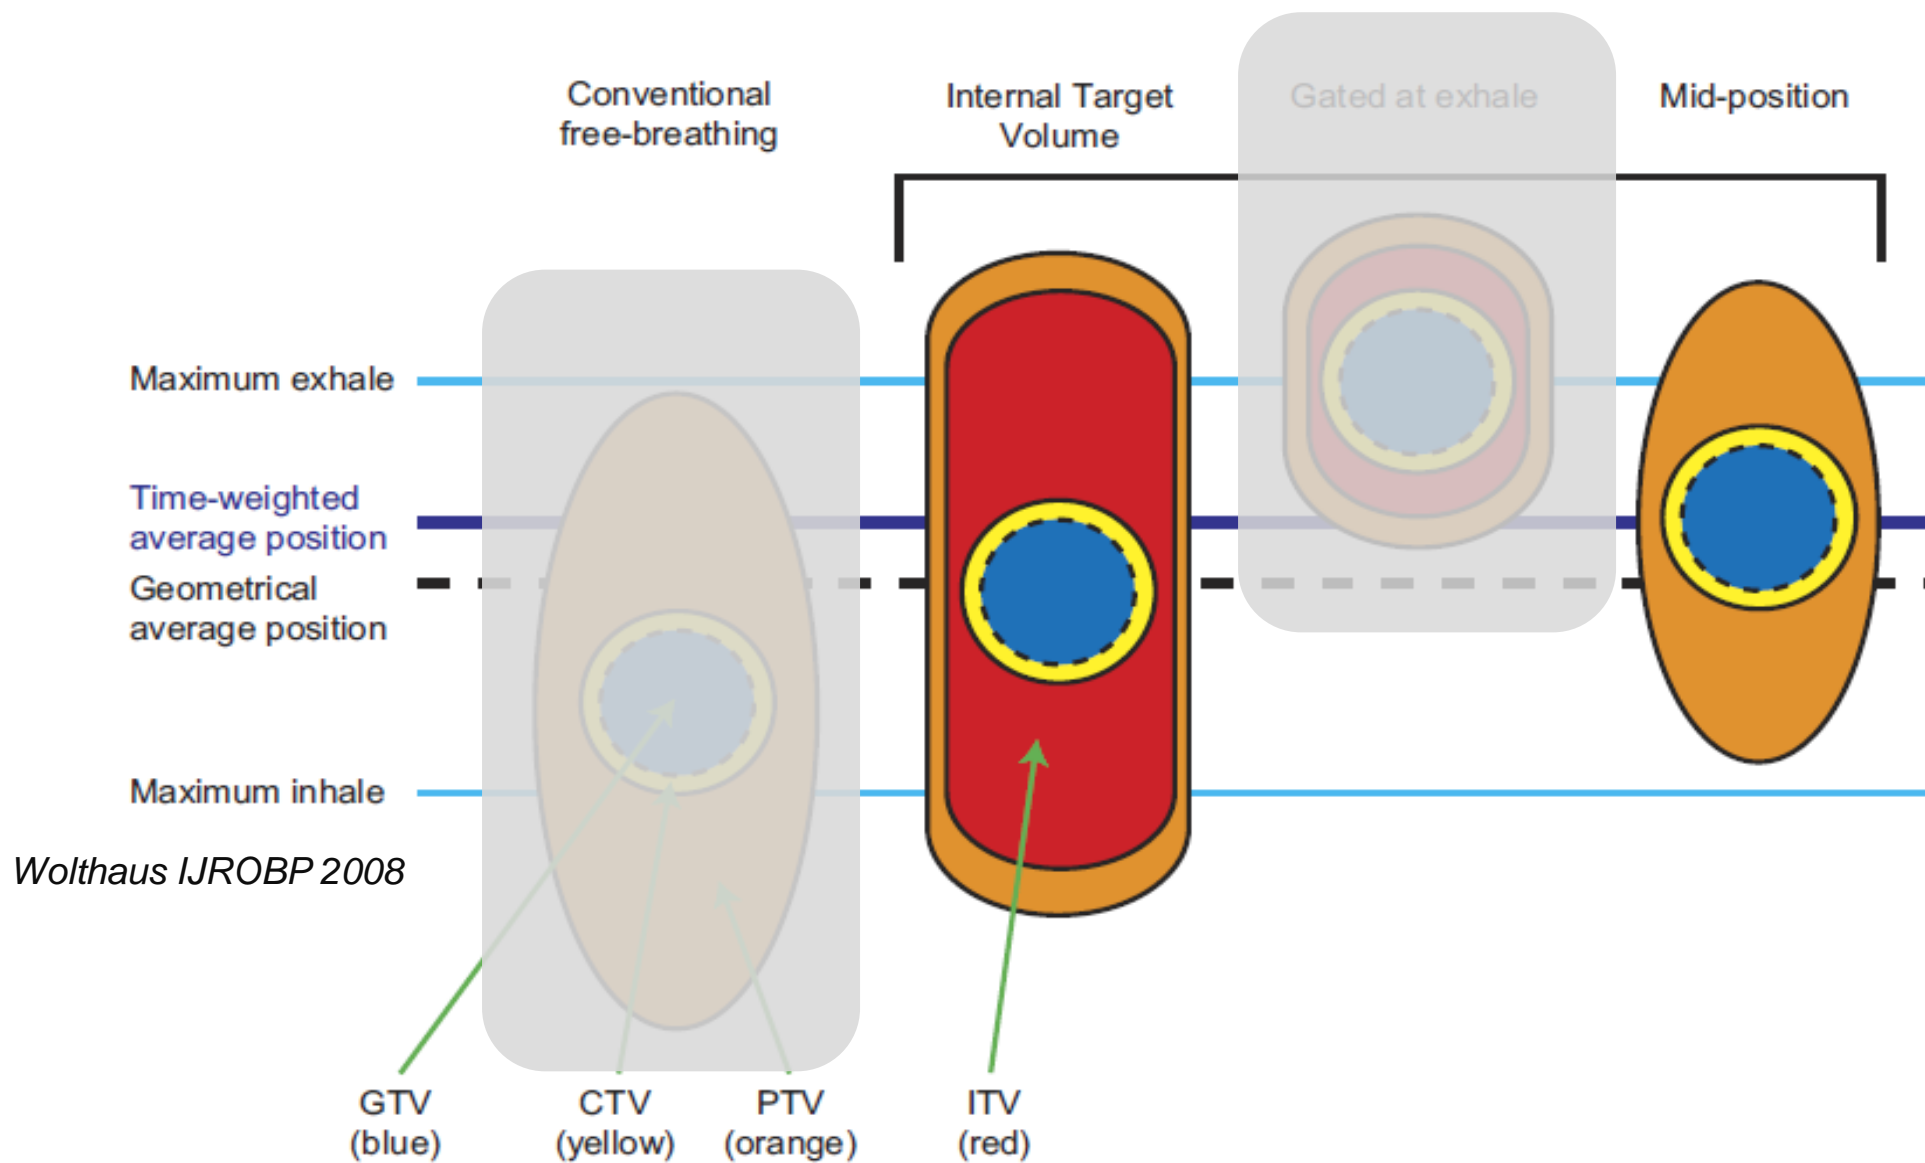 Conventional
free-breathing
Internal Target
Volume
Gated at exhale
Mid-position
Maximum exhale
Time-weighted
average position
Geometrical
average position
Maximum inhale
Wolthaus IJROBP 2008
GTV
(blue)
CTV
(yellow)
PTV
(orange)
ITV
(red)